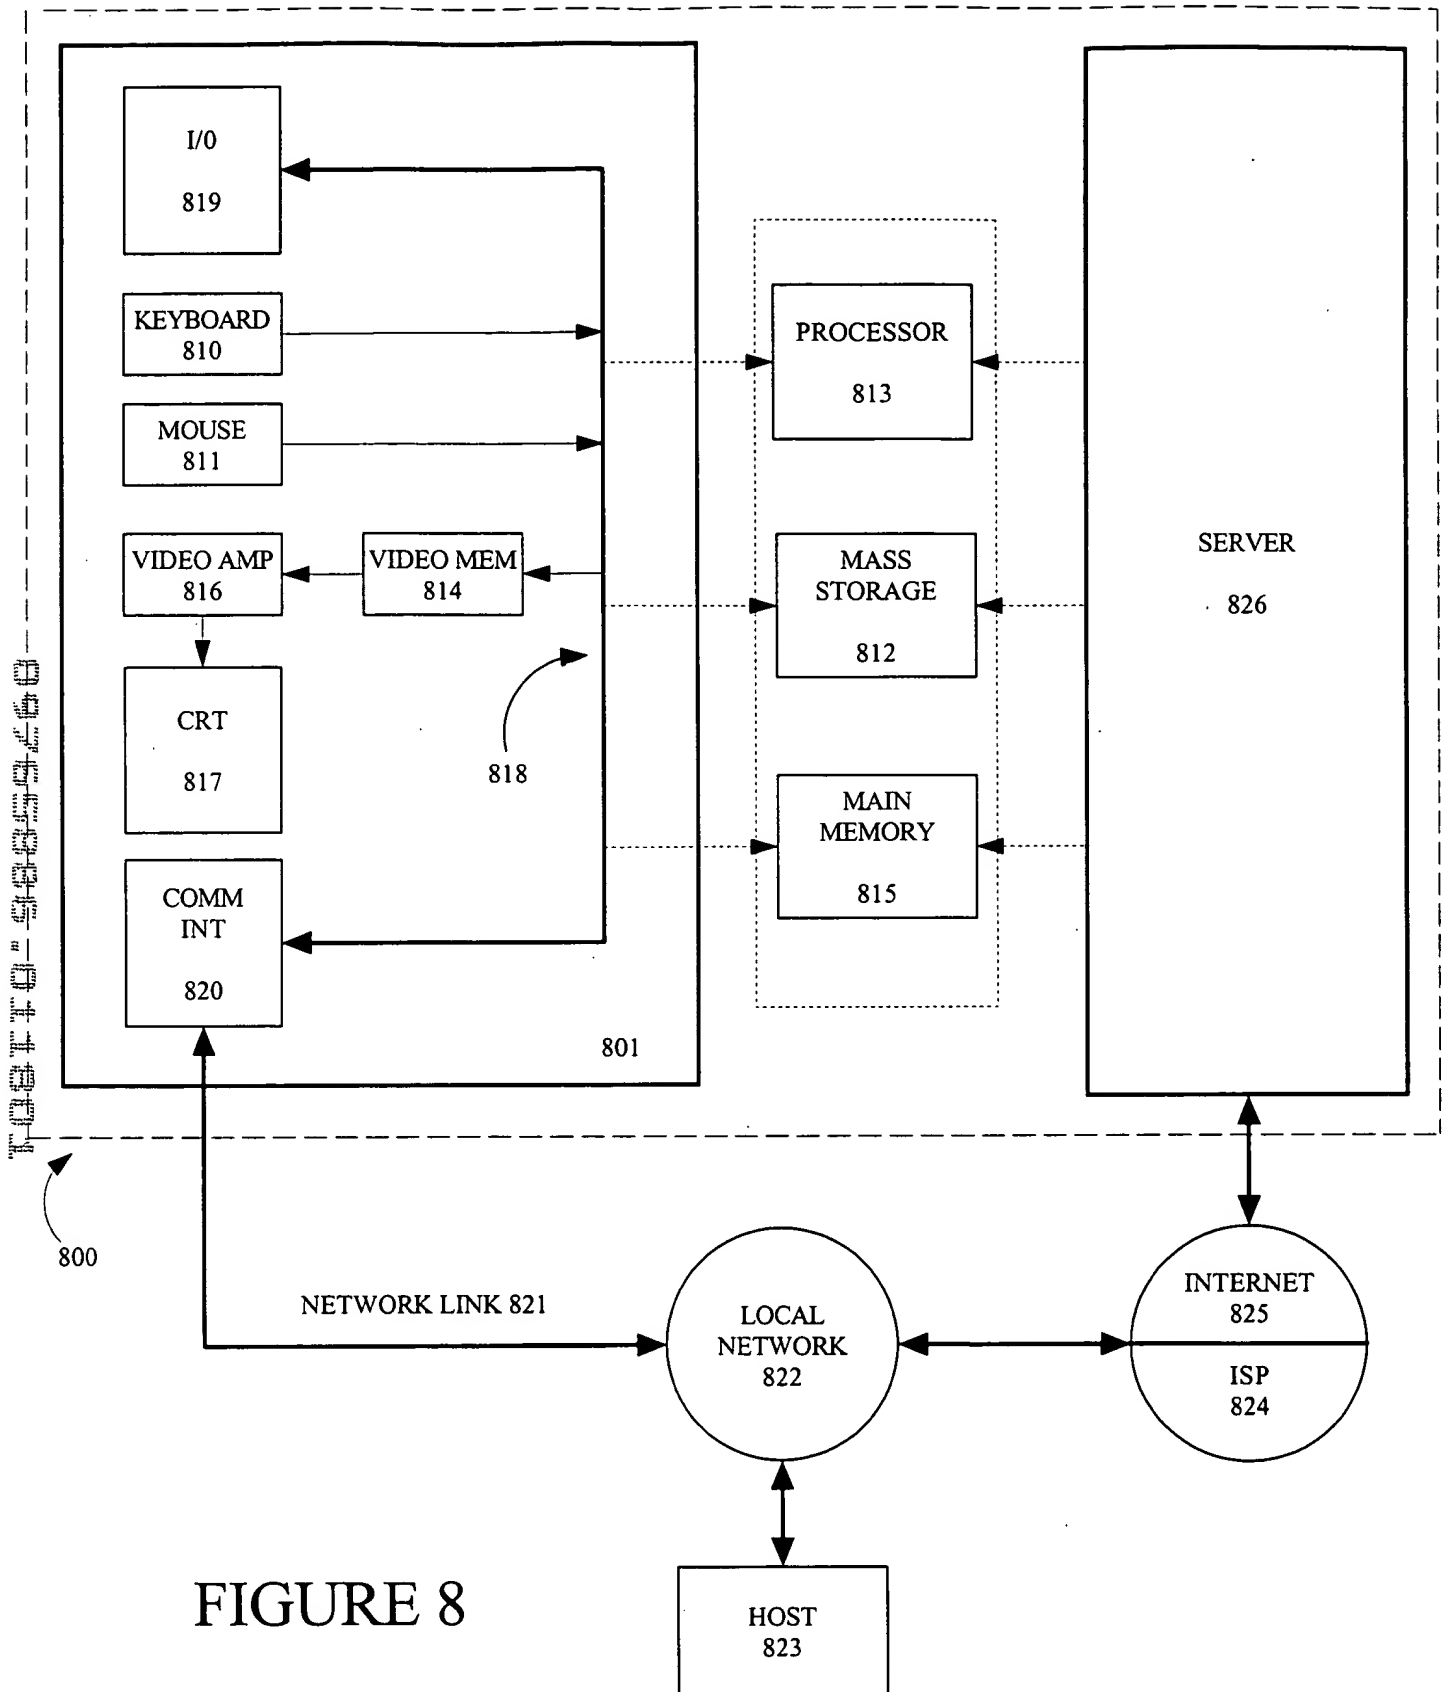 I/0
819
KEYBOARD
810
MOUSE
811
VIDEO AMP
816
VIDEO MEM
814
CRT
817
818
COMM
INT
820
801
PROCESSOR
813
MASS
STORAGE
812
MAIN
MEMORY
815
SERVER
826
800
NETWORK LINK 821
LOCAL
NETWORK
822
INTERNET
825
ISP
824
HOST
823
FIGURE 8